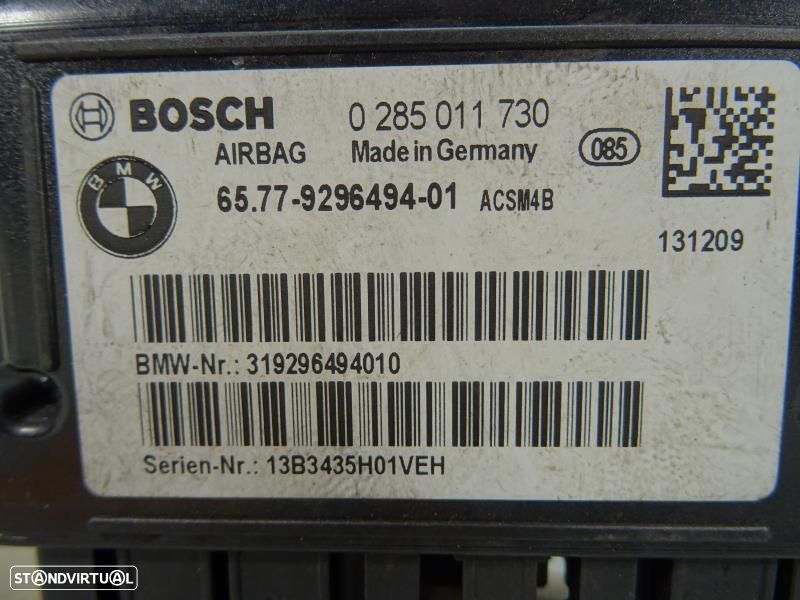 BOSCH 0 285 011 730
AIRBAG Made in Germany 085
BMW
65.77-9296494-01 ACSM4B
131209
BMW-Nr.: 319296494010
Serien-Nr.: 13B3435H01VEH
STANDVIRTUAL